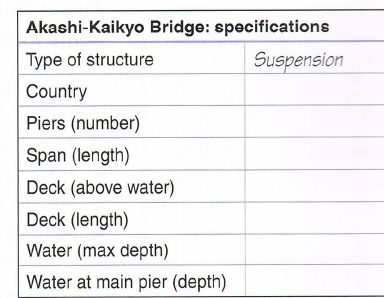 Akashi-Kaikyo Bridge: specifications
Type of structure Suspension
Country
Piers (number)
Span (length)
Deck (above water)
Deck (length)
Water (max depth)
Water at main pier (depth)